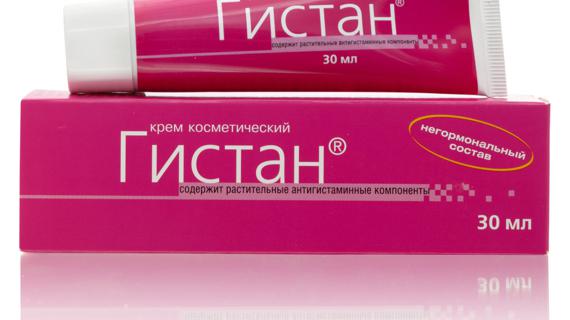 Гистан®
содержит растительные антигистаминные компоненты
30 мл
крем косметический
Гистан®
негормональный
состав
содержит растительные антигистаминные компоненты
30 мл